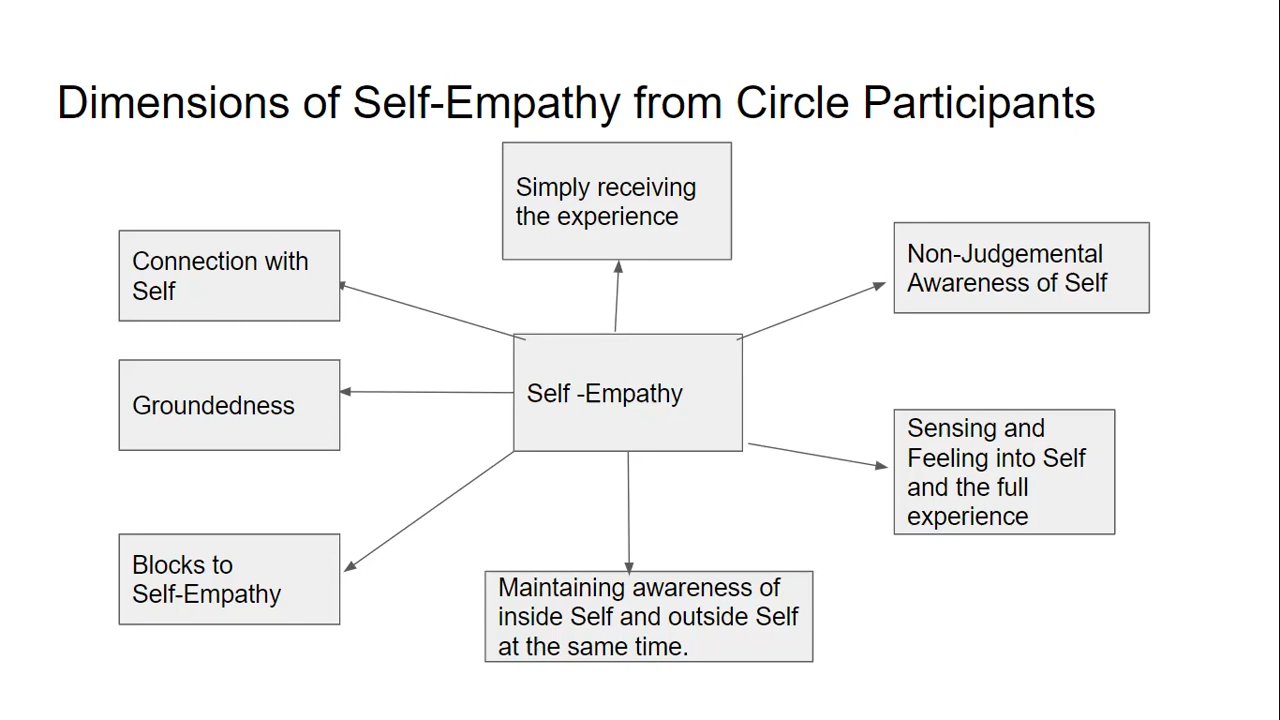 Dimensions of Self-Empathy from Circle Participants
Simply receiving
the experience
Connection with
Self
Non-Judgemental
Awareness of Self
Groundedness
Self -Empathy
Sensing and
Feeling into Self
and the full
experience
Blocks to
Self-Empathy
Maintaining awareness of
inside Self and outside Self
at the same time.